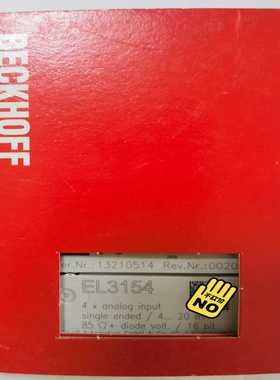 BECKHOFF
Ser.Nr.: 13210514 Rev.Nr.:0020
EL3154
4 x analog input
single ended / 4... 20
85 Ω+ diode volt. / 16 bit
NO